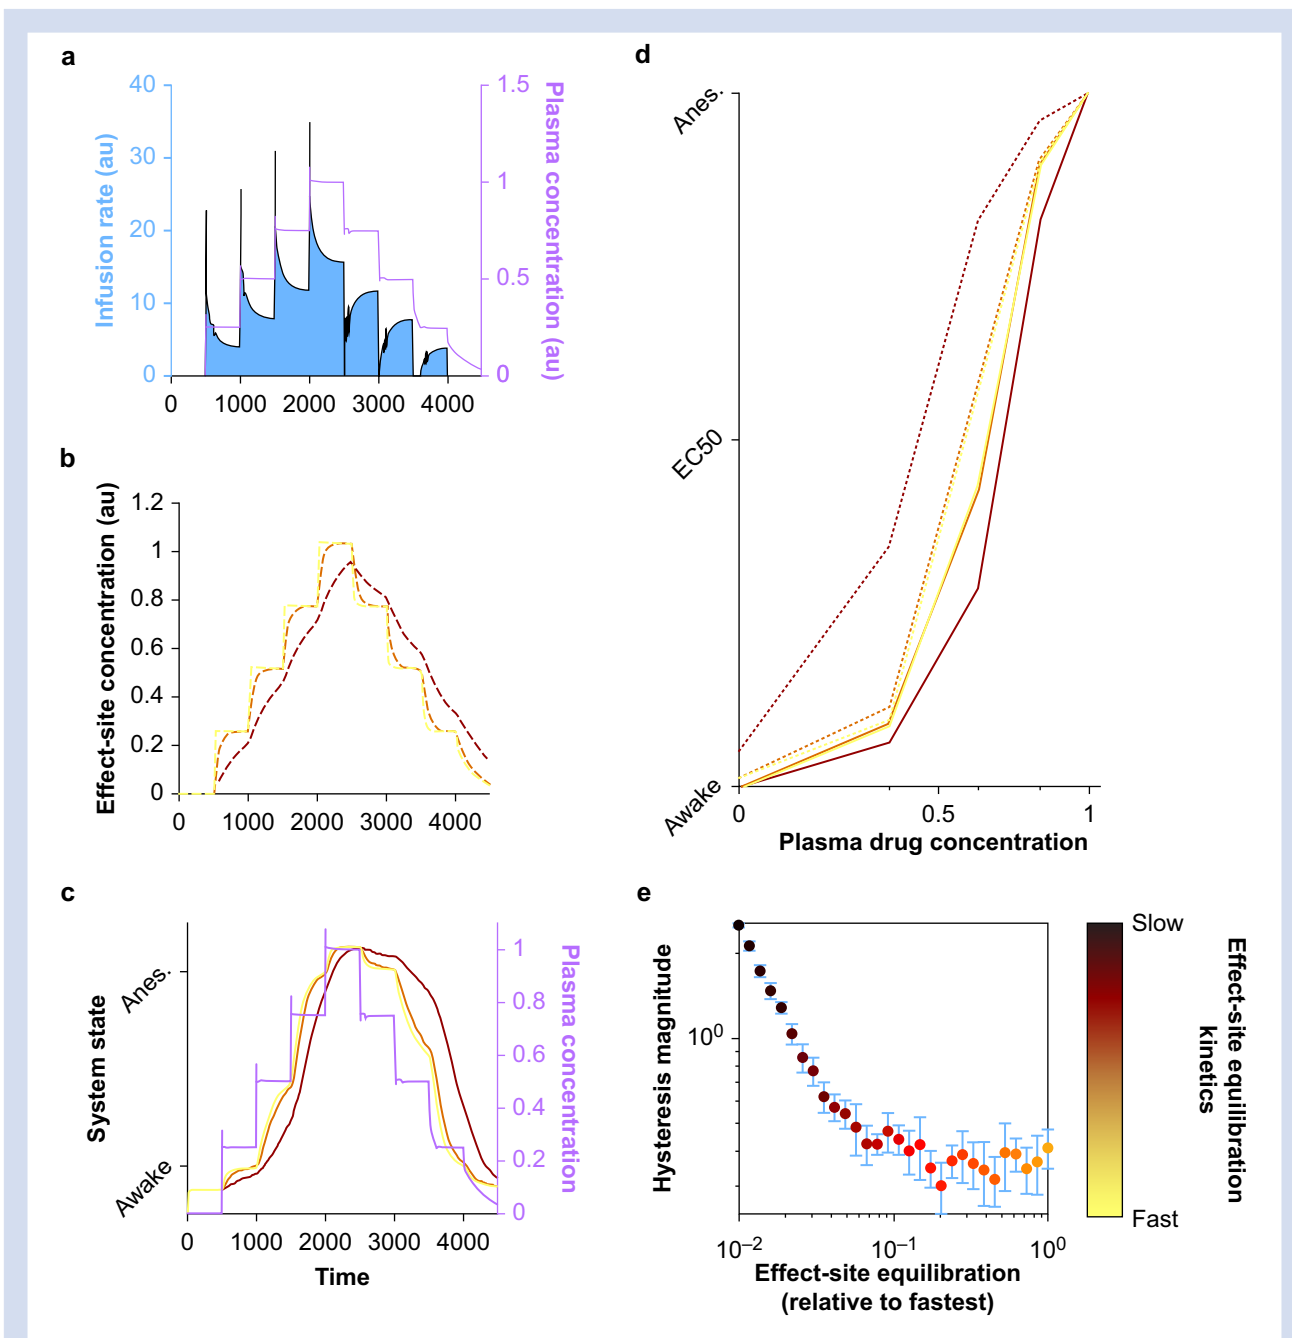 a
40
30
20
10
0
Infusion rate (au)
1.5
1
0.5
0
Plasma concentration (au)
0 1000 2000 3000 4000
b
1.2
1
0.8
0.6
0.4
0.2
0
Effect-site concentration (au)
0 1000 2000 3000 4000
c
Anes.
Awake
System state
1
0.8
0.6
0.4
0.2
0
Plasma concentration
0 1000 2000 3000 4000
Time
d
Anes.
EC50
Awake
0 0.5 1
Plasma drug concentration
e
Hysteresis magnitude
10⁰
10⁻² 10⁻¹ 10⁰
Effect-site equilibration
(relative to fastest)
Slow
Fast
Effect-site equilibration
kinetics